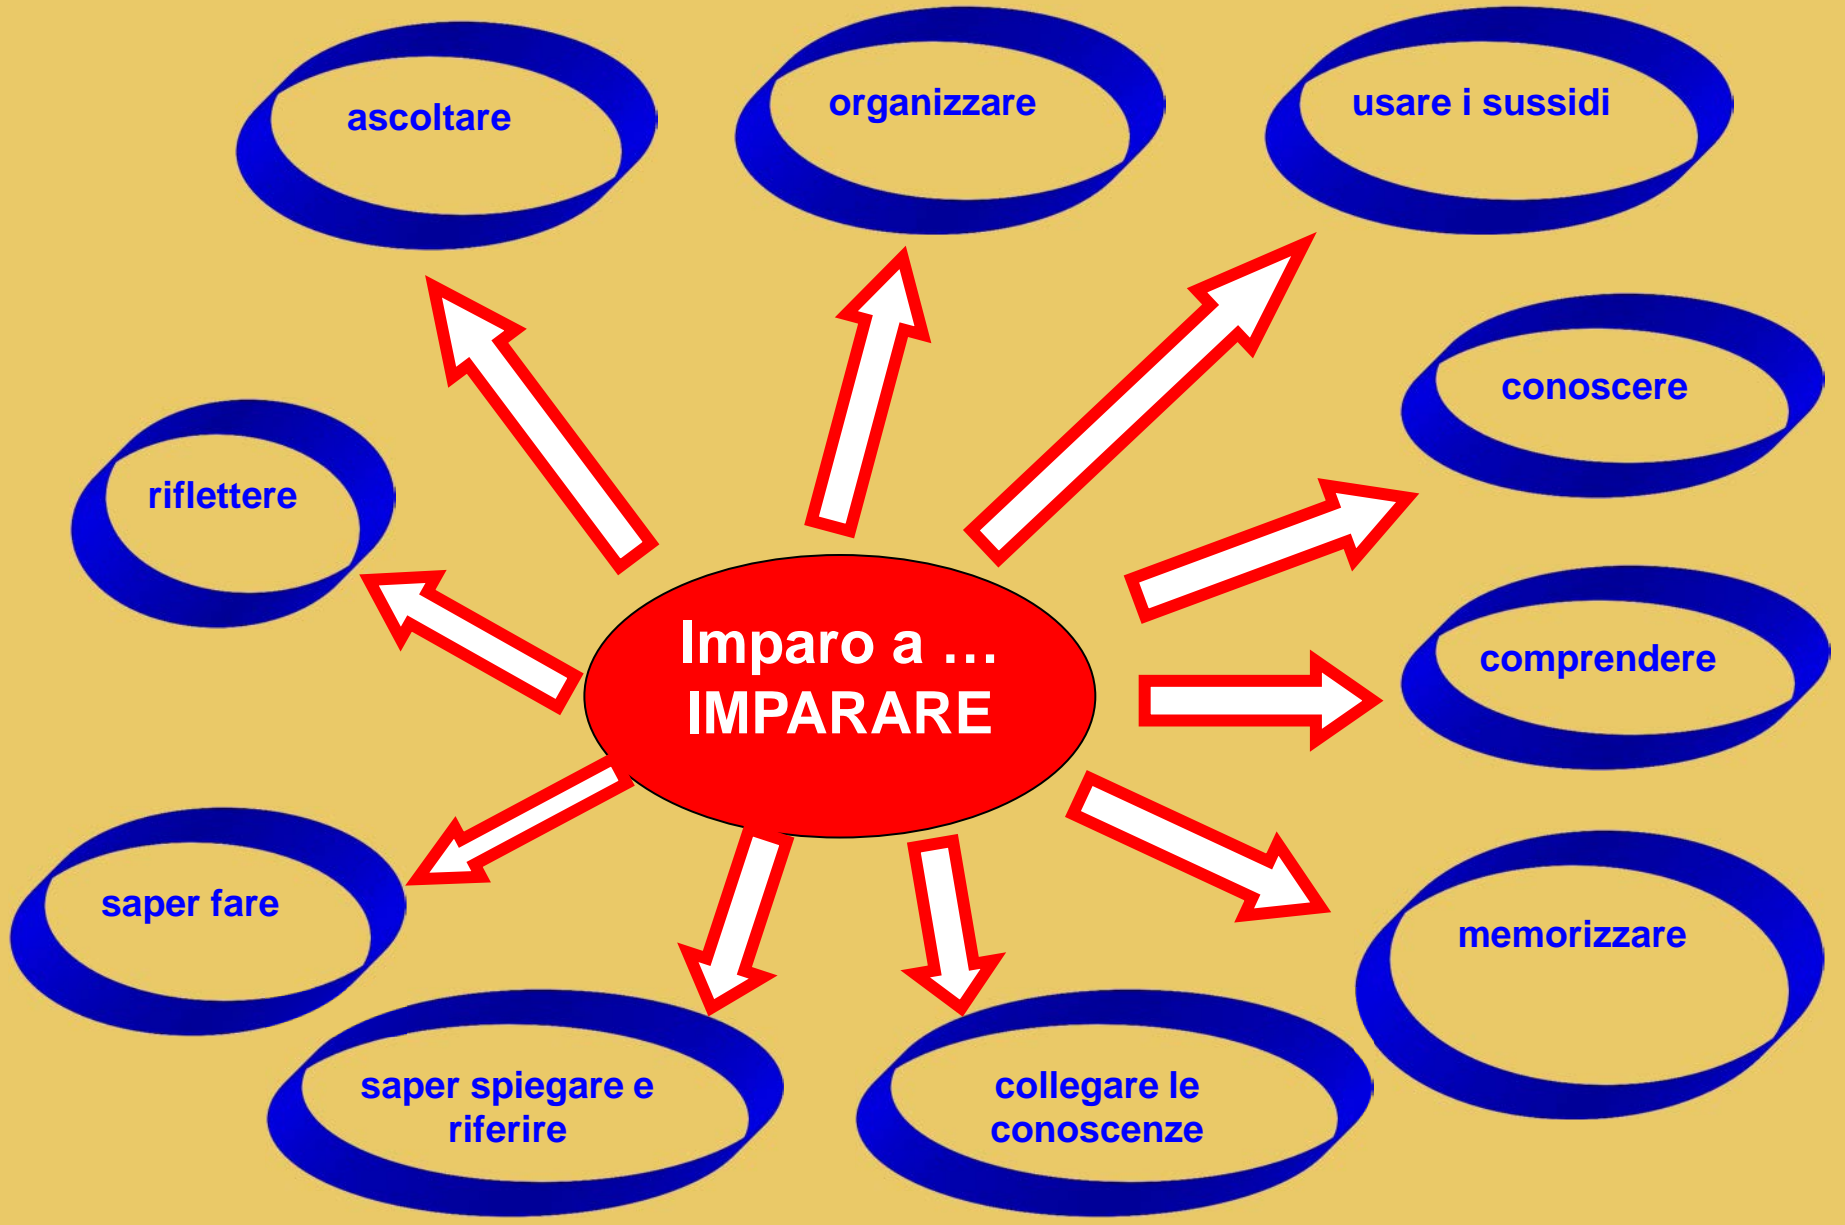 ascoltare
organizzare
usare i sussidi
conoscere
riflettere
Imparo a …
IMPARARE
comprendere
saper fare
memorizzare
saper spiegare e
riferire
collegare le
conoscenze